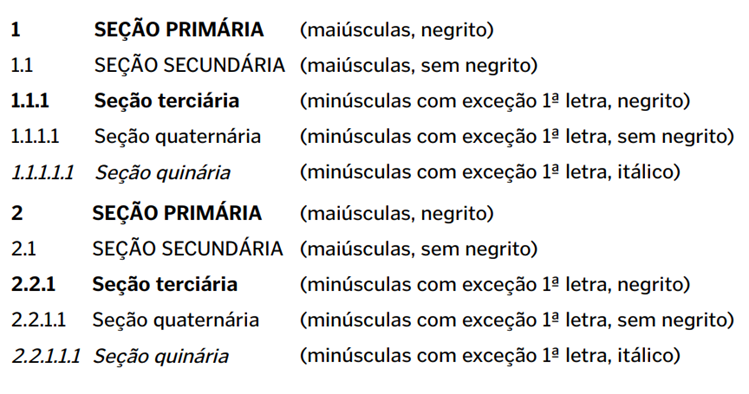 1 SEÇÃO PRIMÁRIA (maiúsculas, negrito)
1.1 SEÇÃO SECUNDÁRIA (maiúsculas, sem negrito)
1.1.1 Seção terciária (minúsculas com exceção 1ª letra, negrito)
1.1.1.1 Seção quaternária (minúsculas com exceção 1ª letra, sem negrito)
1.1.1.1.1 Seção quinária (minúsculas com exceção 1ª letra, itálico)
2 SEÇÃO PRIMÁRIA (maiúsculas, negrito)
2.1 SEÇÃO SECUNDÁRIA (maiúsculas, sem negrito)
2.2.1 Seção terciária (minúsculas com exceção 1ª letra, negrito)
2.2.1.1 Seção quaternária (minúsculas com exceção 1ª letra, sem negrito)
2.2.1.1.1 Seção quinária (minúsculas com exceção 1ª letra, itálico)